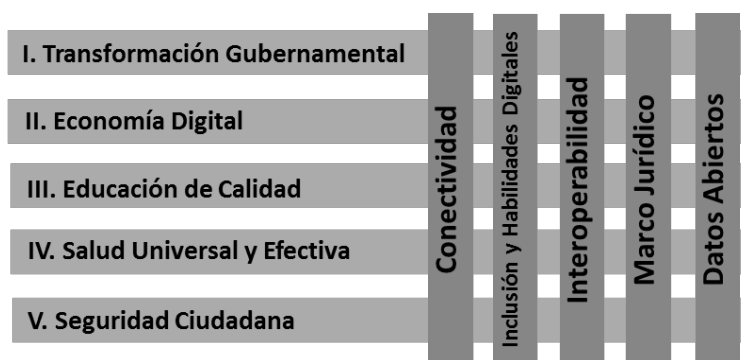 I. Transformación Gubernamental
II. Economía Digital
III. Educación de Calidad
IV. Salud Universal y Efectiva
V. Seguridad Ciudadana
Conectividad
Inclusión y Habilidades Digitales
Interoperabilidad
Marco Jurídico
Datos Abiertos